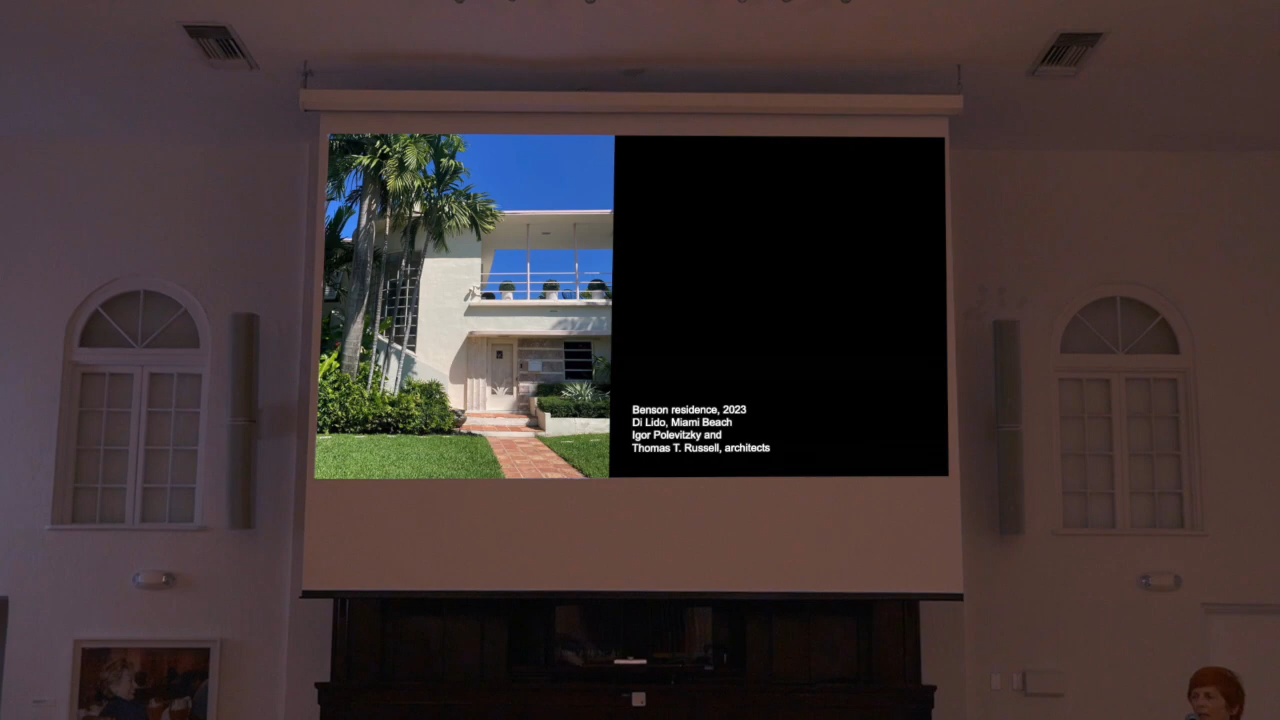 Benson residence, 2023
Di Lido, Miami Beach
Igor Polevitzky and
Thomas T. Russell, architects